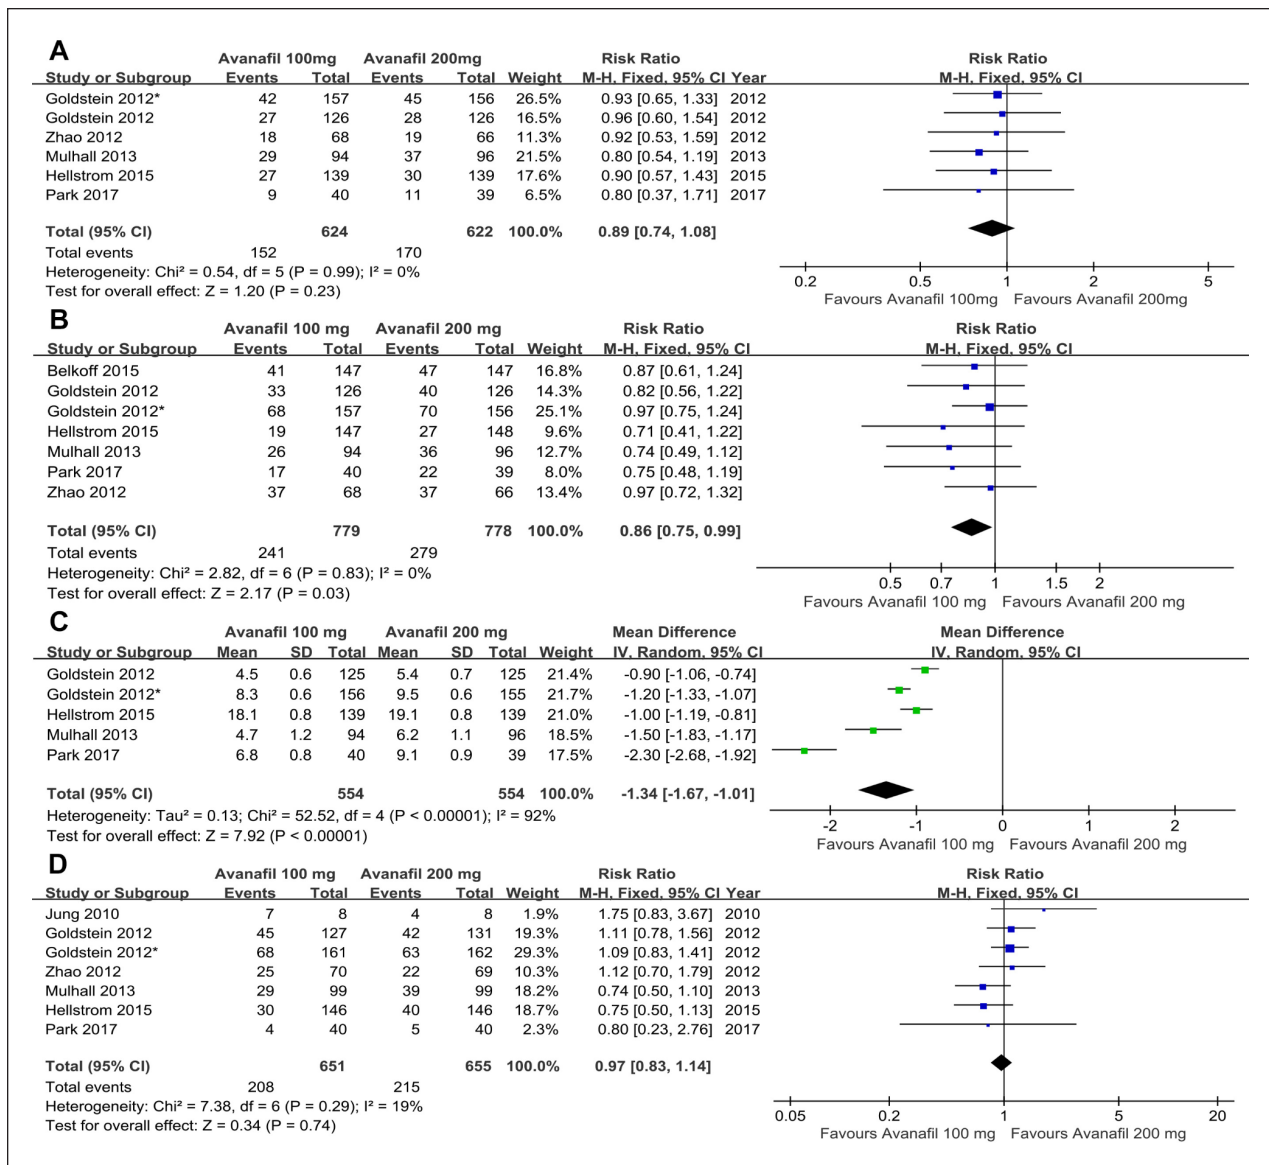 A
Avanafil 100mg Avanafil 200mg Risk Ratio Risk Ratio
Study or Subgroup Events Total Events Total Weight M-H, Fixed, 95% CI Year M-H, Fixed, 95% CI
Goldstein 2012* 42 157 45 156 26.5% 0.93 [0.65, 1.33] 2012
Goldstein 2012 27 126 28 126 16.5% 0.96 [0.60, 1.54] 2012
Zhao 2012 18 68 19 66 11.3% 0.92 [0.53, 1.59] 2012
Mulhall 2013 29 94 37 96 21.5% 0.80 [0.54, 1.19] 2013
Hellstrom 2015 27 139 30 139 17.6% 0.90 [0.57, 1.43] 2015
Park 2017 9 40 11 39 6.5% 0.80 [0.37, 1.71] 2017
Total (95% CI) 624 622 100.0% 0.89 [0.74, 1.08]
Total events 152 170
Heterogeneity: Chi² = 0.54, df = 5 (P = 0.99); I² = 0%
Test for overall effect: Z = 1.20 (P = 0.23)
0.2 0.5 1 2 5
Favours Avanafil 100mg Favours Avanafil 200mg
B
Avanafil 100 mg Avanafil 200 mg Risk Ratio Risk Ratio
Study or Subgroup Events Total Events Total Weight M-H, Fixed, 95% CI M-H, Fixed, 95% CI
Belkoff 2015 41 147 47 147 16.8% 0.87 [0.61, 1.24]
Goldstein 2012 33 126 40 126 14.3% 0.82 [0.56, 1.22]
Goldstein 2012* 68 157 70 156 25.1% 0.97 [0.75, 1.24]
Hellstrom 2015 19 147 27 148 9.6% 0.71 [0.41, 1.22]
Mulhall 2013 26 94 36 96 12.7% 0.74 [0.49, 1.12]
Park 2017 17 40 22 39 8.0% 0.75 [0.48, 1.19]
Zhao 2012 37 68 37 66 13.4% 0.97 [0.72, 1.32]
Total (95% CI) 779 778 100.0% 0.86 [0.75, 0.99]
Total events 241 279
Heterogeneity: Chi² = 2.82, df = 6 (P = 0.83); I² = 0%
Test for overall effect: Z = 2.17 (P = 0.03)
0.5 0.7 1 1.5 2
Favours Avanafil 100 mg Favours Avanafil 200 mg
C
Avanafil 100 mg Avanafil 200 mg Mean Difference Mean Difference
Study or Subgroup Mean SD Total Mean SD Total Weight IV, Random, 95% CI IV, Random, 95% CI
Goldstein 2012 4.5 0.6 125 5.4 0.7 125 21.4% -0.90 [-1.06, -0.74]
Goldstein 2012* 8.3 0.6 156 9.5 0.6 155 21.7% -1.20 [-1.33, -1.07]
Hellstrom 2015 18.1 0.8 139 19.1 0.8 139 21.0% -1.00 [-1.19, -0.81]
Mulhall 2013 4.7 1.2 94 6.2 1.1 96 18.5% -1.50 [-1.83, -1.17]
Park 2017 6.8 0.8 40 9.1 0.9 39 17.5% -2.30 [-2.68, -1.92]
Total (95% CI) 554 554 100.0% -1.34 [-1.67, -1.01]
Heterogeneity: Tau² = 0.13; Chi² = 52.52, df = 4 (P < 0.00001); I² = 92%
Test for overall effect: Z = 7.92 (P < 0.00001)
-2 -1 0 1 2
Favours Avanafil 100 mg Favours Avanafil 200 mg
D
Avanafil 100 mg Avanafil 200 mg Risk Ratio Risk Ratio
Study or Subgroup Events Total Events Total Weight M-H, Fixed, 95% CI Year M-H, Fixed, 95% CI
Jung 2010 7 8 4 8 1.9% 1.75 [0.83, 3.67] 2010
Goldstein 2012 45 127 42 131 19.3% 1.11 [0.78, 1.56] 2012
Goldstein 2012* 68 161 63 162 29.3% 1.09 [0.83, 1.41] 2012
Zhao 2012 25 70 22 69 10.3% 1.12 [0.70, 1.79] 2012
Mulhall 2013 29 99 39 99 18.2% 0.74 [0.50, 1.10] 2013
Hellstrom 2015 30 146 40 146 18.7% 0.75 [0.50, 1.13] 2015
Park 2017 4 40 5 40 2.3% 0.80 [0.23, 2.76] 2017
Total (95% CI) 651 655 100.0% 0.97 [0.83, 1.14]
Total events 208 215
Heterogeneity: Chi² = 7.38, df = 6 (P = 0.29); I² = 19%
Test for overall effect: Z = 0.34 (P = 0.74)
0.05 0.2 1 5 20
Favours Avanafil 100 mg Favours Avanafil 200 mg